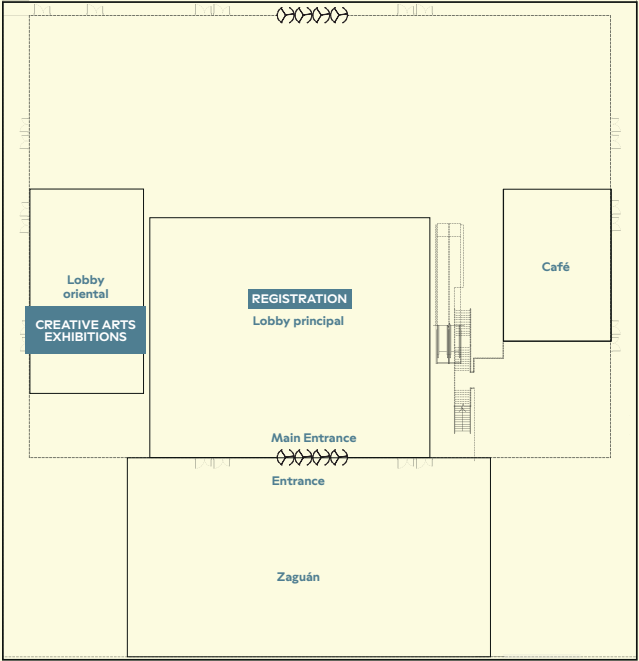 Lobby
oriental
CREATIVE ARTS
EXHIBITIONS
REGISTRATION
Lobby principal
Café
Main Entrance
Entrance
Zaguán